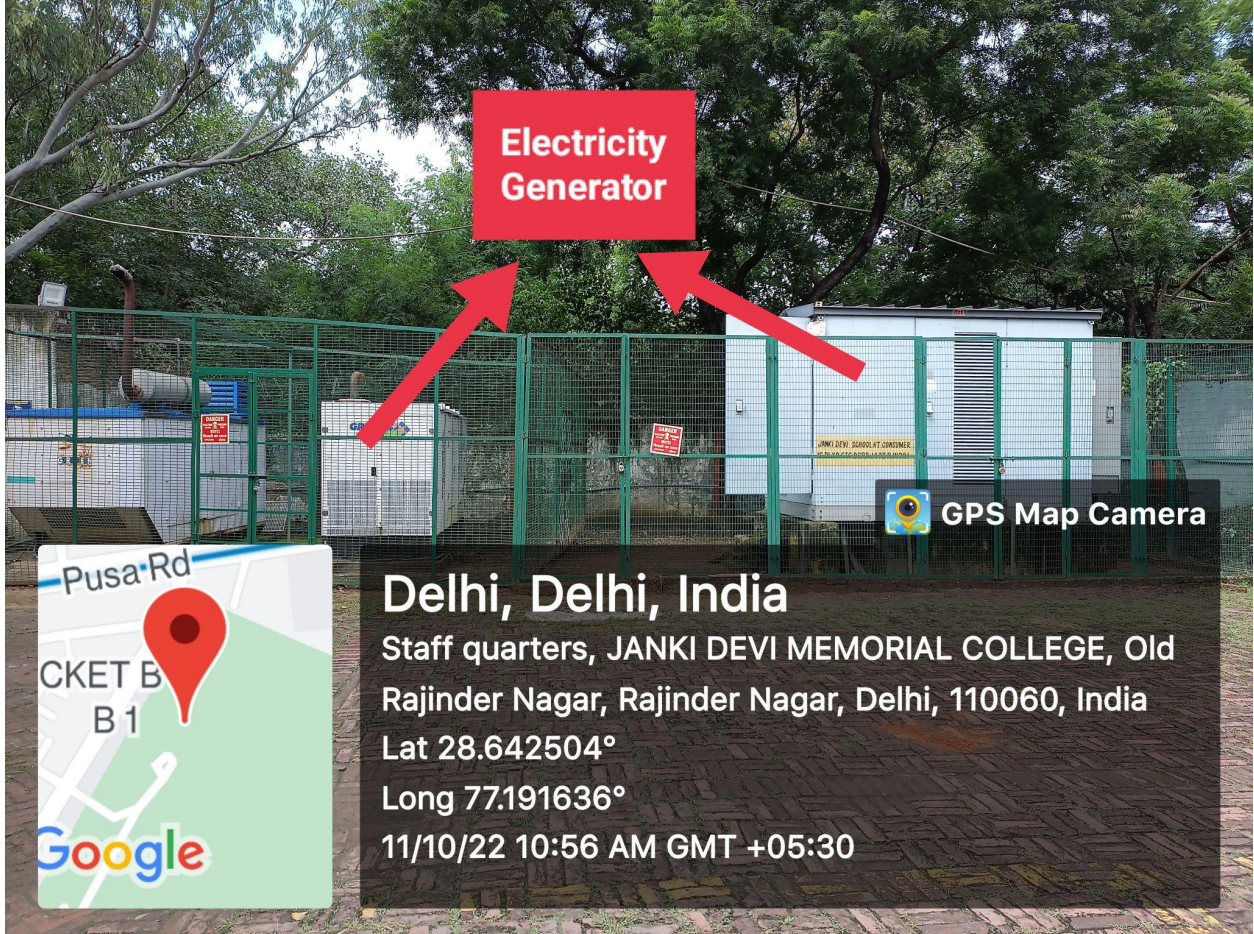 Electricity
Generator
DANGER
DANGER
JANKI DEVI SCHOOL HT CONSUMER
GPS Map Camera
Pusa Rd
CKET B
B 1
Google
Delhi, Delhi, India
Staff quarters, JANKI DEVI MEMORIAL COLLEGE, Old
Rajinder Nagar, Rajinder Nagar, Delhi, 110060, India
Lat 28.642504°
Long 77.191636°
11/10/22 10:56 AM GMT +05:30